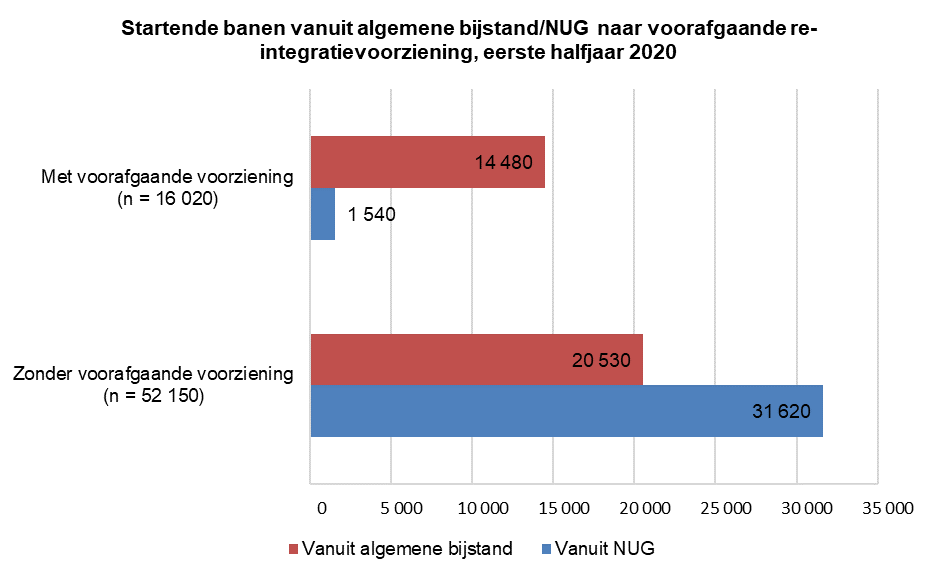 Startende banen vanuit algemene bijstand/NUG naar voorafgaande re-
integratievoorziening, eerste halfjaar 2020
Met voorafgaande voorziening
(n = 16 020)
14 480
1 540
Zonder voorafgaande voorziening
(n = 52 150)
20 530
31 620
0 5 000 10 000 15 000 20 000 25 000 30 000 35 000
Vanuit algemene bijstand Vanuit NUG